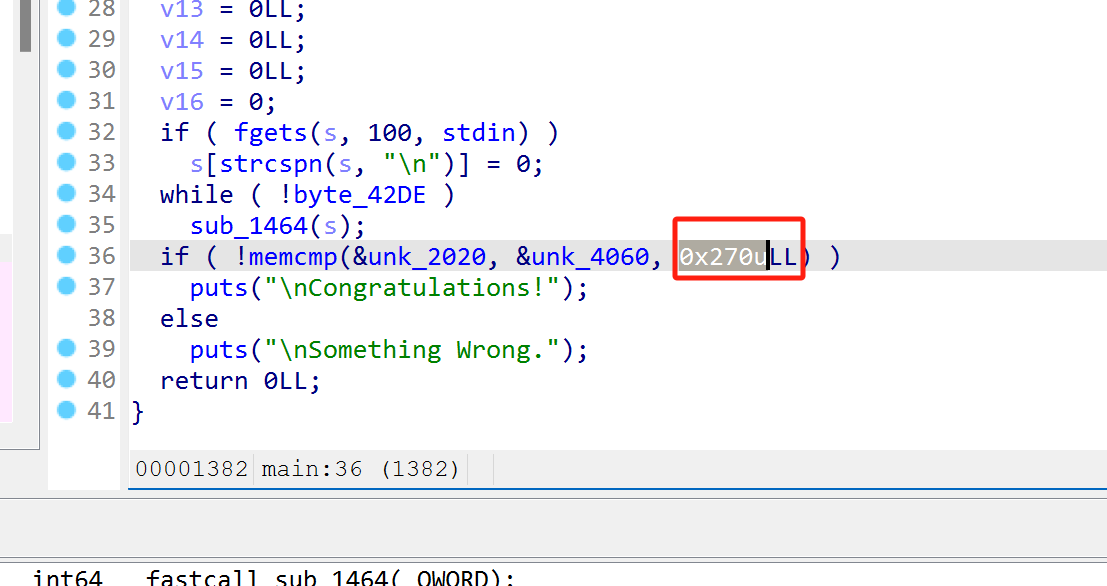 28 v13 = 0LL;
29 v14 = 0LL;
30 v15 = 0LL;
31 v16 = 0;
32 if ( fgets(s, 100, stdin) )
33 s[strcspn(s, "\n")] = 0;
34 while ( !byte_42DE )
35 sub_1464(s);
36 if ( !memcmp(&unk_2020, &unk_4060, 0x270uLL) )
37 puts("\nCongratulations!");
38 else
39 puts("\nSomething Wrong.");
40 return 0LL;
41 }
00001382 main:36 (1382)
int64 fastcall sub_1464(_QWORD);